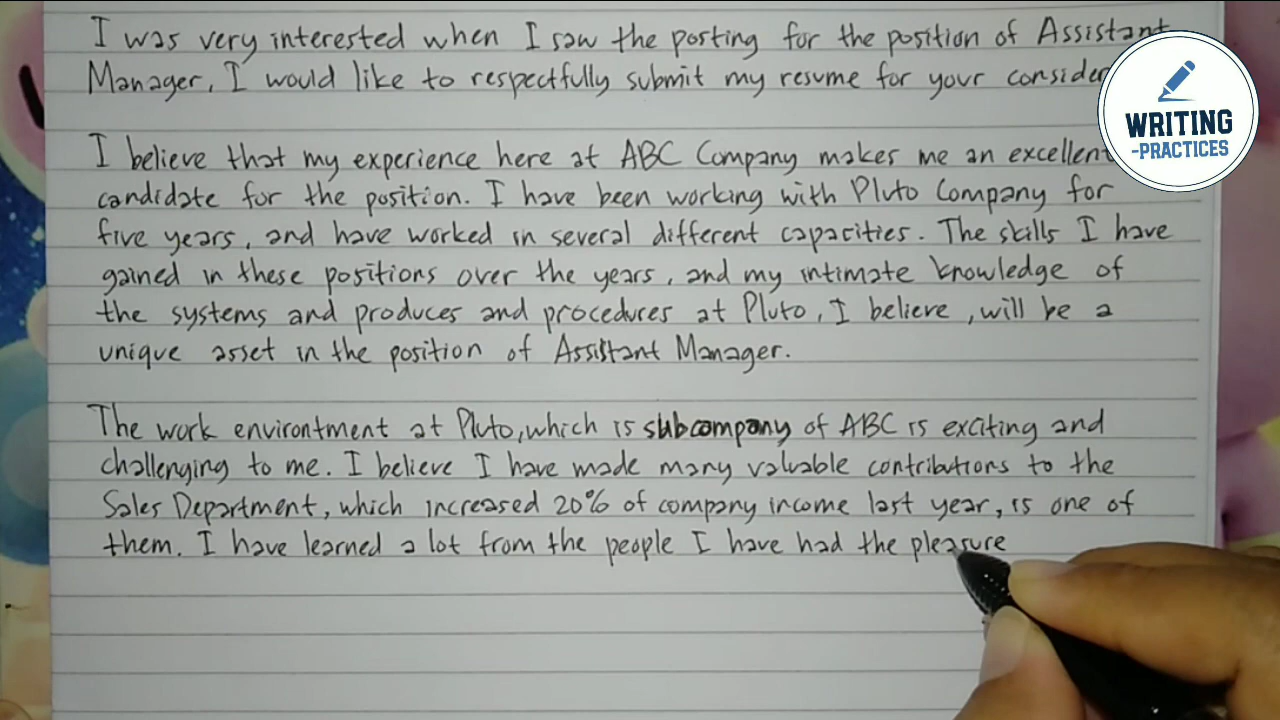 I was very interested when I saw the posting for the position of Assistant
Manager, I would like to respectfully submit my resume for your consider
WRITING
-PRACTICES
I believe that my experience here at ABC Company makes me an excellent
candidate for the position. I have been working with Pluto Company for
five years, and have worked in several different capacities. The skills I have
gained in these positions over the years, and my intimate knowledge of
the systems and produces and procedures at Pluto, I believe, will be a
unique asset in the position of Assistant Manager.
The work environtment at Pluto, which is subcompany of ABC is exciting and
challenging to me. I believe I have made many valuable contributions to the
Sales Department, which increased 20% of company income last year, is one of
them. I have learned a lot from the people I have had the pleasure